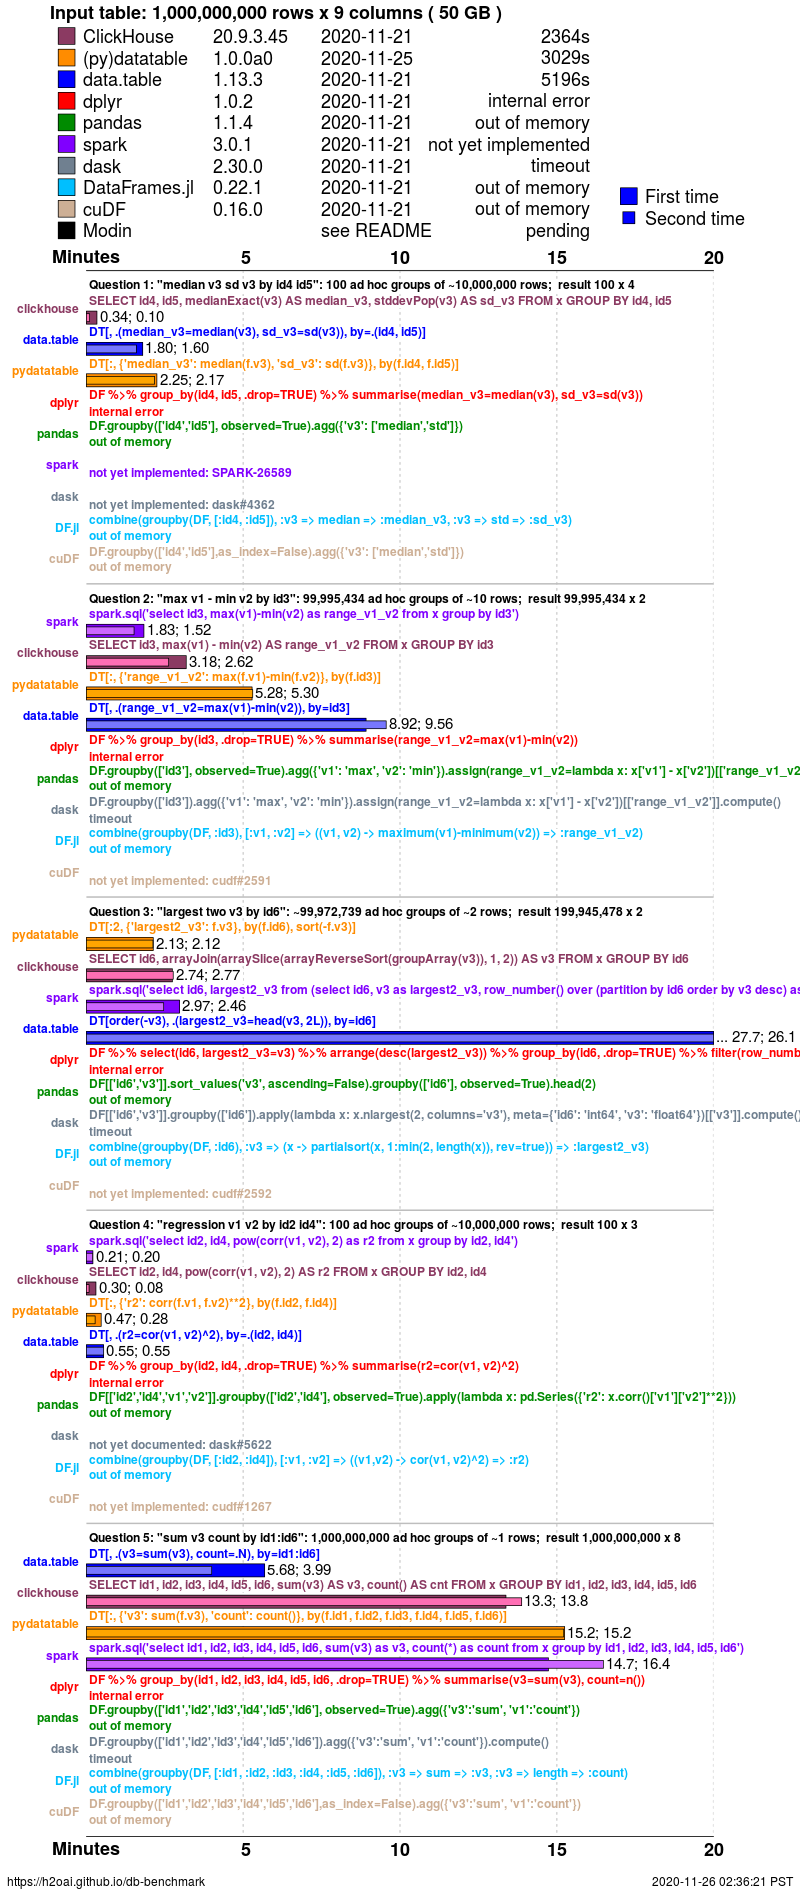 Input table: 1,000,000,000 rows x 9 columns ( 50 GB )
ClickHouse 20.9.3.45 2020-11-21 2364s
(py)datatable 1.0.0a0 2020-11-25 3029s
data.table 1.13.3 2020-11-21 5196s
dplyr 1.0.2 2020-11-21 internal error
pandas 1.1.4 2020-11-21 out of memory
spark 3.0.1 2020-11-21 not yet implemented
dask 2.30.0 2020-11-21 timeout
DataFrames.jl 0.22.1 2020-11-21 out of memory
cuDF 0.16.0 2020-11-21 out of memory
Modin see README pending
First time
Second time
Minutes 5 10 15 20
Question 1: "median v3 sd v3 by id4 id5": 100 ad hoc groups of ~10,000,000 rows; result 100 x 4
SELECT id4, id5, medianExact(v3) AS median_v3, stddevPop(v3) AS sd_v3 FROM x GROUP BY id4, id5
clickhouse 0.34; 0.10
DT[, .(median_v3=median(v3), sd_v3=sd(v3)), by=.(id4, id5)]
data.table 1.80; 1.60
DT[:, {'median_v3': median(f.v3), 'sd_v3': sd(f.v3)}, by(f.id4, f.id5)]
pydatatable 2.25; 2.17
DF %>% group_by(id4, id5, .drop=TRUE) %>% summarise(median_v3=median(v3), sd_v3=sd(v3))
dplyr internal error
DF.groupby(['id4','id5'], observed=True).agg({'v3': ['median','std']})
pandas out of memory
spark not yet implemented: SPARK-26589
dask not yet implemented: dask#4362
combine(groupby(DF, [:id4, :id5]), :v3 => median => :median_v3, :v3 => std => :sd_v3)
DF.jl out of memory
DF.groupby(['id4','id5'],as_index=False).agg({'v3': ['median','std']})
cuDF out of memory
Question 2: "max v1 - min v2 by id3": 99,995,434 ad hoc groups of ~10 rows; result 99,995,434 x 2
spark.sql('select id3, max(v1)-min(v2) as range_v1_v2 from x group by id3')
spark 1.83; 1.52
SELECT id3, max(v1) - min(v2) AS range_v1_v2 FROM x GROUP BY id3
clickhouse 3.18; 2.62
DT[:, {'range_v1_v2': max(f.v1)-min(f.v2)}, by(f.id3)]
pydatatable 5.28; 5.30
DT[, .(range_v1_v2=max(v1)-min(v2)), by=id3]
data.table 8.92; 9.56
DF %>% group_by(id3, .drop=TRUE) %>% summarise(range_v1_v2=max(v1)-min(v2))
dplyr internal error
DF.groupby(['id3'], observed=True).agg({'v1': 'max', 'v2': 'min'}).assign(range_v1_v2=lambda x: x['v1'] - x['v2'])[['range_v1_v2
pandas out of memory
DF.groupby(['id3']).agg({'v1': 'max', 'v2': 'min'}).assign(range_v1_v2=lambda x: x['v1'] - x['v2'])[['range_v1_v2']].compute()
dask timeout
combine(groupby(DF, :id3), [:v1, :v2] => ((v1, v2) -> maximum(v1)-minimum(v2)) => :range_v1_v2)
DF.jl out of memory
cuDF not yet implemented: cudf#2591
Question 3: "largest two v3 by id6": ~99,972,739 ad hoc groups of ~2 rows; result 199,945,478 x 2
DT[:2, {'largest2_v3': f.v3}, by(f.id6), sort(-f.v3)]
pydatatable 2.13; 2.12
SELECT id6, arrayJoin(arraySlice(arrayReverseSort(groupArray(v3)), 1, 2)) AS v3 FROM x GROUP BY id6
clickhouse 2.74; 2.77
spark.sql('select id6, largest2_v3 from (select id6, v3 as largest2_v3, row_number() over (partition by id6 order by v3 desc) as
spark 2.97; 2.46
DT[order(-v3), .(largest2_v3=head(v3, 2L)), by=id6]
data.table ... 27.7; 26.1
DF %>% select(id6, largest2_v3=v3) %>% arrange(desc(largest2_v3)) %>% group_by(id6, .drop=TRUE) %>% filter(row_numb
dplyr internal error
DF[['id6','v3']].sort_values('v3', ascending=False).groupby(['id6'], observed=True).head(2)
pandas out of memory
DF[['id6','v3']].groupby(['id6']).apply(lambda x: x.nlargest(2, columns='v3'), meta={'id6': 'int64', 'v3': 'float64'})[['v3']].compute()
dask timeout
combine(groupby(DF, :id6), :v3 => (x -> partialsort(x, 1:min(2, length(x)), rev=true)) => :largest2_v3)
DF.jl out of memory
cuDF not yet implemented: cudf#2592
Question 4: "regression v1 v2 by id2 id4": 100 ad hoc groups of ~10,000,000 rows; result 100 x 3
spark.sql('select id2, id4, pow(corr(v1, v2), 2) as r2 from x group by id2, id4')
spark 0.21; 0.20
SELECT id2, id4, pow(corr(v1, v2), 2) AS r2 FROM x GROUP BY id2, id4
clickhouse 0.30; 0.08
DT[:, {'r2': corr(f.v1, f.v2)**2}, by(f.id2, f.id4)]
pydatatable 0.47; 0.28
DT[, .(r2=cor(v1, v2)^2), by=.(id2, id4)]
data.table 0.55; 0.55
DF %>% group_by(id2, id4, .drop=TRUE) %>% summarise(r2=cor(v1, v2)^2)
dplyr internal error
DF[['id2','id4','v1','v2']].groupby(['id2','id4'], observed=True).apply(lambda x: pd.Series({'r2': x.corr()['v1']['v2']**2}))
pandas out of memory
dask not yet documented: dask#5622
combine(groupby(DF, [:id2, :id4]), [:v1, :v2] => ((v1,v2) -> cor(v1, v2)^2) => :r2)
DF.jl out of memory
cuDF not yet implemented: cudf#1267
Question 5: "sum v3 count by id1:id6": 1,000,000,000 ad hoc groups of ~1 rows; result 1,000,000,000 x 8
DT[, .(v3=sum(v3), count=.N), by=id1:id6]
data.table 5.68; 3.99
SELECT id1, id2, id3, id4, id5, id6, sum(v3) AS v3, count() AS cnt FROM x GROUP BY id1, id2, id3, id4, id5, id6
clickhouse 13.3; 13.8
DT[:, {'v3': sum(f.v3), 'count': count()}, by(f.id1, f.id2, f.id3, f.id4, f.id5, f.id6)]
pydatatable 15.2; 15.2
spark.sql('select id1, id2, id3, id4, id5, id6, sum(v3) as v3, count(*) as count from x group by id1, id2, id3, id4, id5, id6')
spark 14.7; 16.4
DF %>% group_by(id1, id2, id3, id4, id5, id6, .drop=TRUE) %>% summarise(v3=sum(v3), count=n())
dplyr internal error
DF.groupby(['id1','id2','id3','id4','id5','id6'], observed=True).agg({'v3':'sum', 'v1':'count'})
pandas out of memory
DF.groupby(['id1','id2','id3','id4','id5','id6']).agg({'v3':'sum', 'v1':'count'}).compute()
dask timeout
combine(groupby(DF, [:id1, :id2, :id3, :id4, :id5, :id6]), :v3 => sum => :v3, :v3 => length => :count)
DF.jl out of memory
DF.groupby(['id1','id2','id3','id4','id5','id6'],as_index=False).agg({'v3':'sum', 'v1':'count'})
cuDF out of memory
Minutes 5 10 15 20
https://h2oai.github.io/db-benchmark 2020-11-26 02:36:21 PST